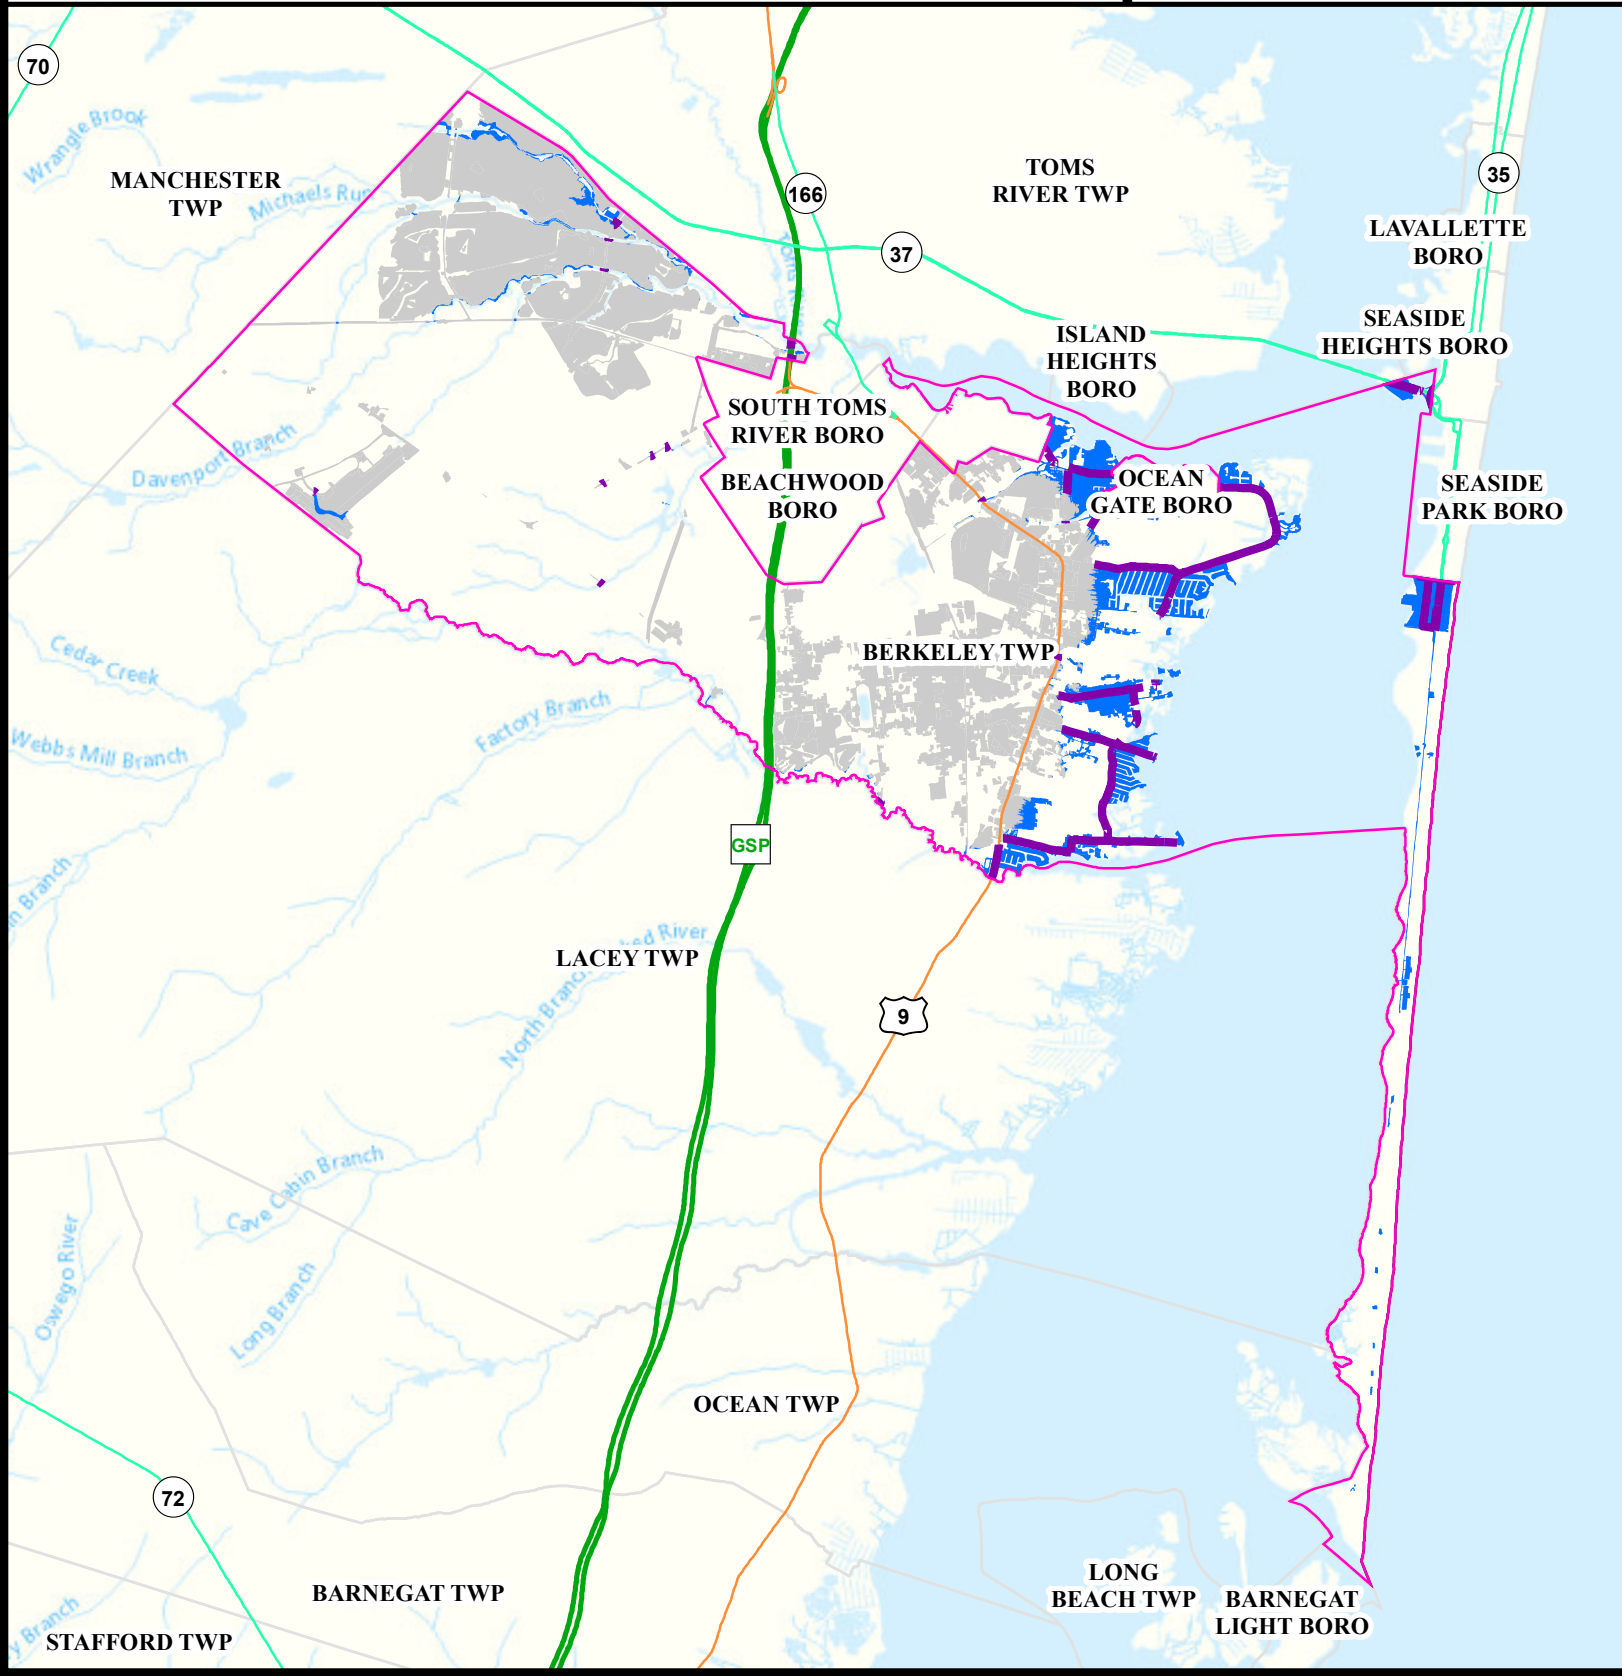 70
Wrangle Brook
MANCHESTER
TWP
Michaels Run
166
TOMS
RIVER TWP
35
37
LAVALLETTE
BORO
SEASIDE
HEIGHTS BORO
ISLAND
HEIGHTS
BORO
SOUTH TOMS
RIVER BORO
Davenport Branch
BEACHWOOD
BORO
OCEAN
GATE BORO
SEASIDE
PARK BORO
BERKELEY TWP
Cedar Creek
Factory Branch
Webbs Mill Branch
GSP
Branch
LACEY TWP
North Branch
River
9
Cave Cabin Branch
Oswego River
Long Branch
OCEAN TWP
72
BARNEGAT TWP
LONG
BEACH TWP
BARNEGAT
LIGHT BORO
Branch
STAFFORD TWP